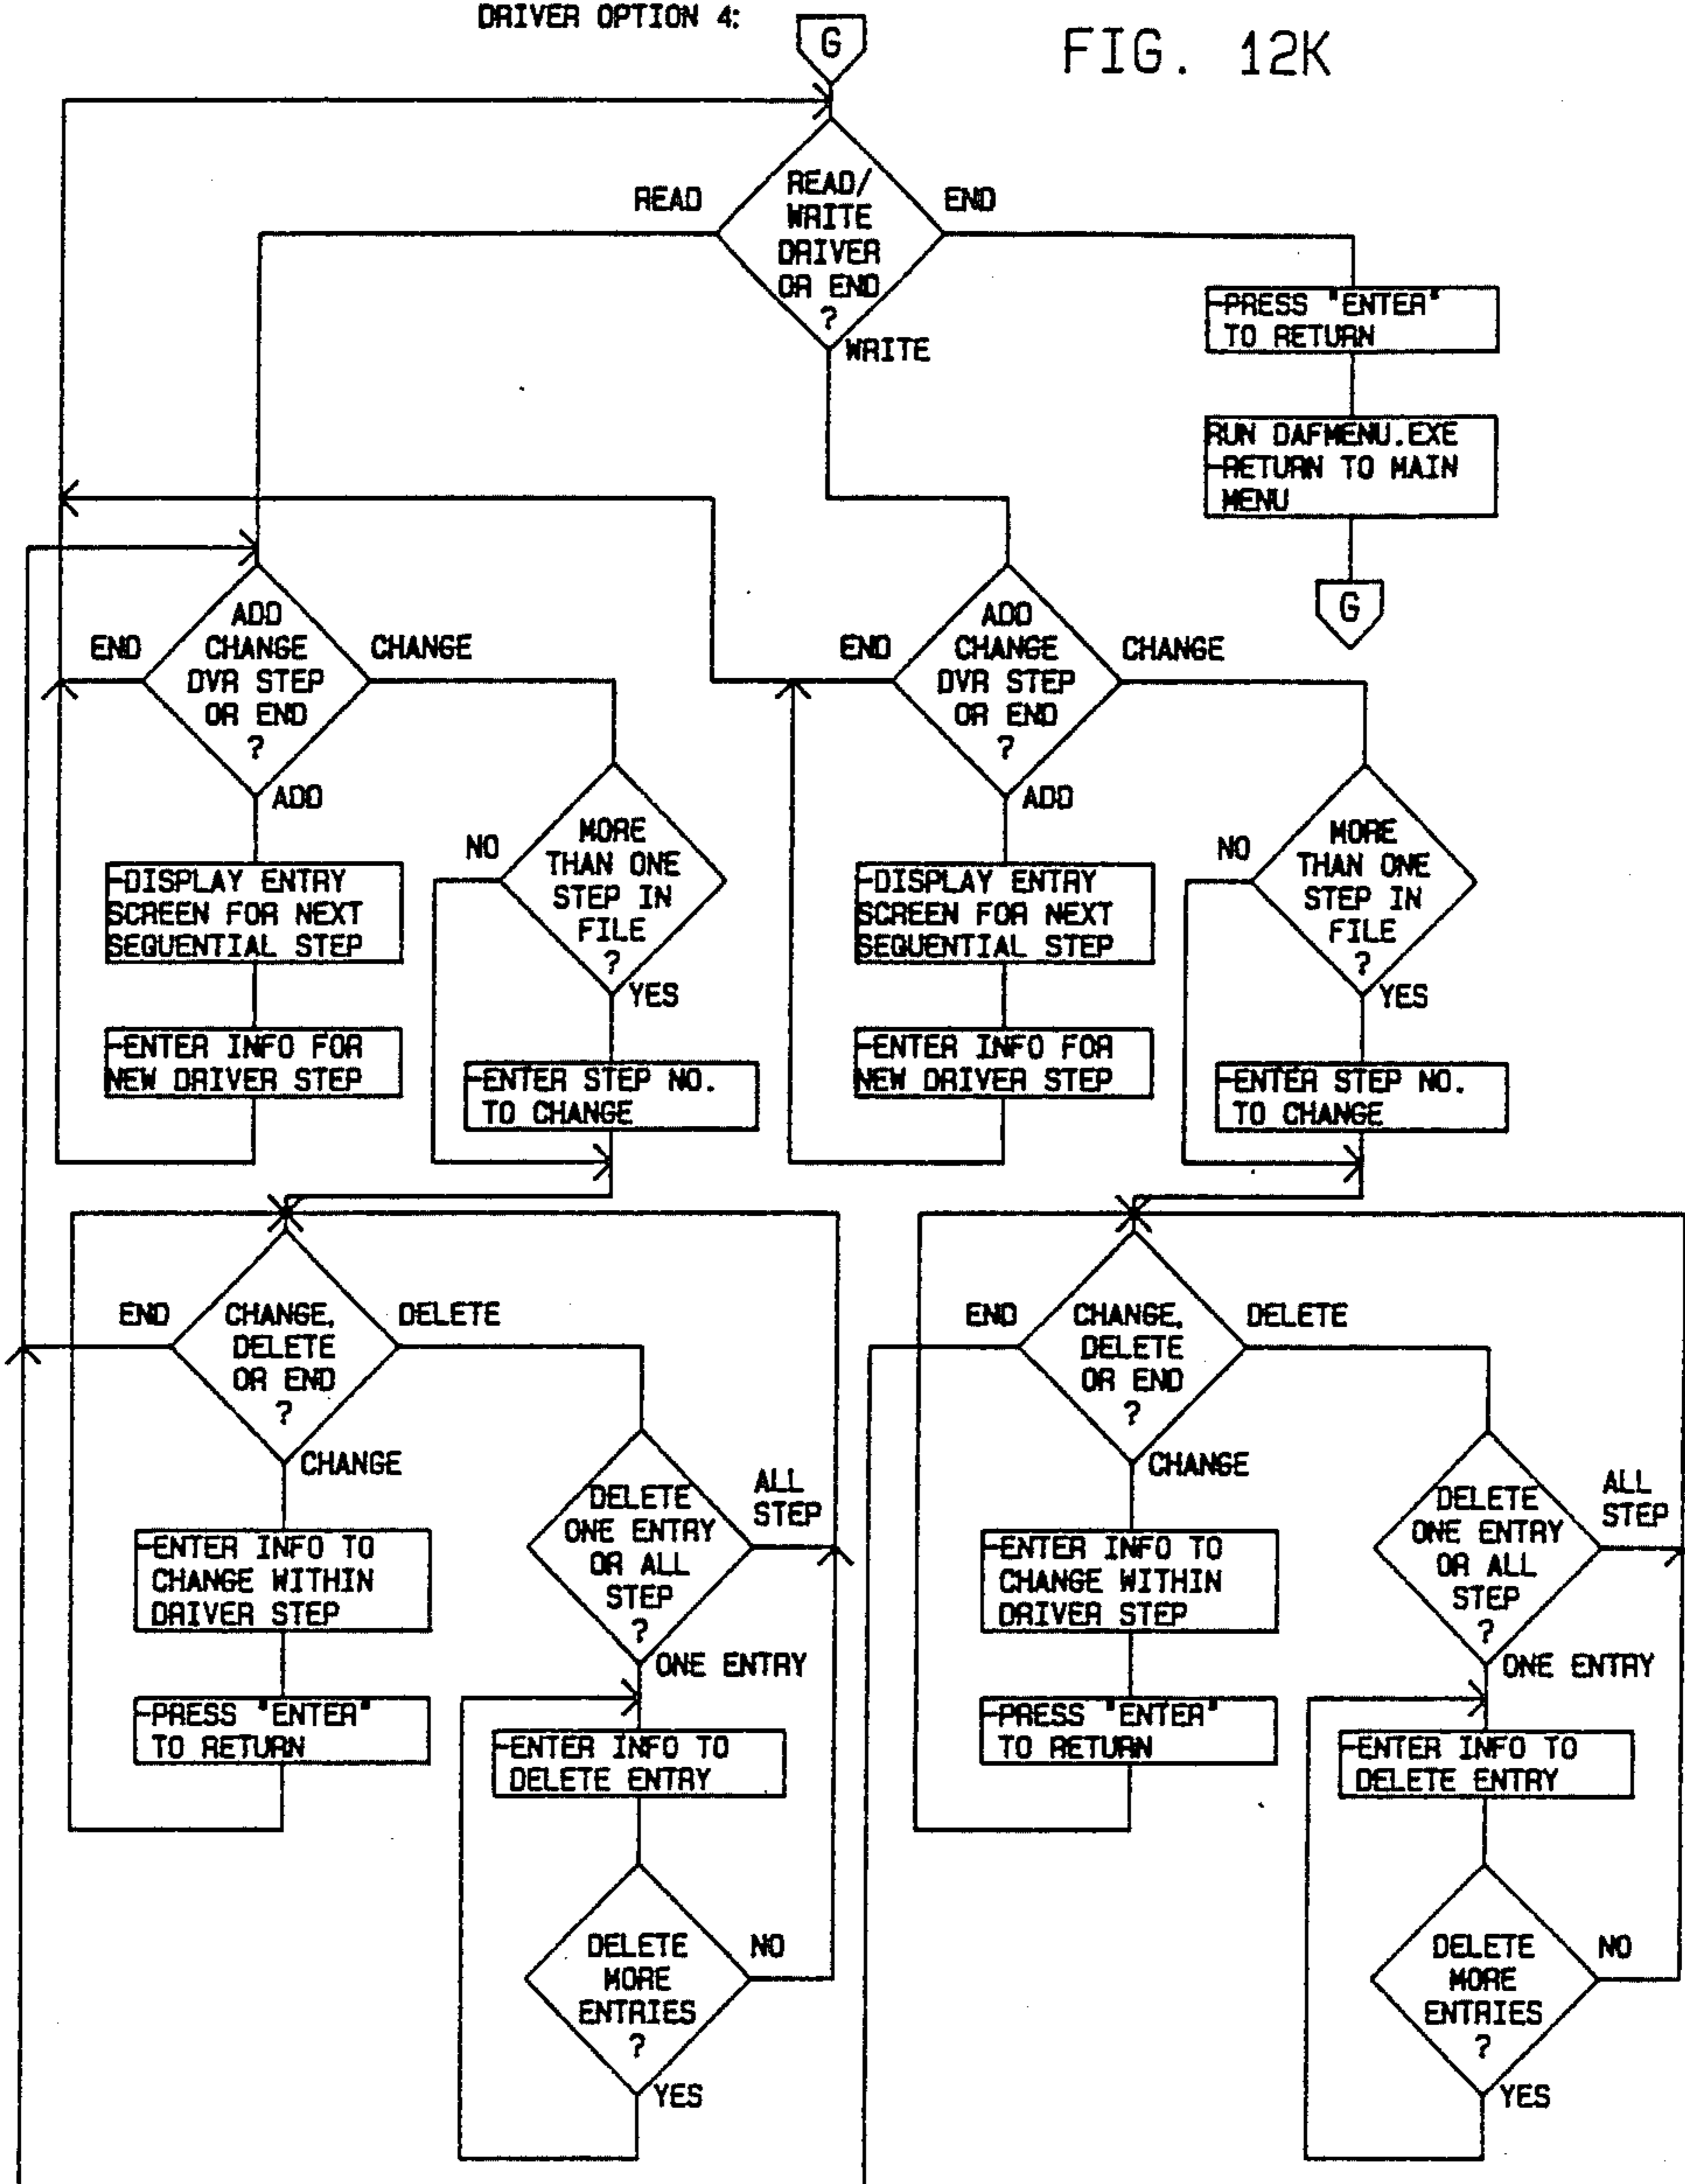 DRIVER OPTION 4:
G
FIG. 12K
READ/
WRITE
DRIVER
OR END
?
READ
END
WRITE
-PRESS "ENTER"
TO RETURN
RUN DAFMENU.EXE
-RETURN TO MAIN
MENU
G
ADD
CHANGE
DVR STEP
OR END
?
END
CHANGE
ADD
MORE
THAN ONE
STEP IN
FILE
?
NO
YES
-DISPLAY ENTRY
SCREEN FOR NEXT
SEQUENTIAL STEP
-ENTER INFO FOR
NEW DRIVER STEP
-ENTER STEP NO.
TO CHANGE
ADD
CHANGE
DVR STEP
OR END
?
END
CHANGE
ADD
MORE
THAN ONE
STEP IN
FILE
?
NO
YES
-DISPLAY ENTRY
SCREEN FOR NEXT
SEQUENTIAL STEP
-ENTER INFO FOR
NEW DRIVER STEP
-ENTER STEP NO.
TO CHANGE
END
CHANGE,
DELETE
OR END
?
DELETE
CHANGE
-ENTER INFO TO
CHANGE WITHIN
DRIVER STEP
-PRESS "ENTER"
TO RETURN
DELETE
ONE ENTRY
OR ALL
STEP
?
ALL
STEP
ONE ENTRY
-ENTER INFO TO
DELETE ENTRY
DELETE
MORE
ENTRIES
?
NO
YES
END
CHANGE,
DELETE
OR END
?
DELETE
CHANGE
-ENTER INFO TO
CHANGE WITHIN
DRIVER STEP
-PRESS "ENTER"
TO RETURN
DELETE
ONE ENTRY
OR ALL
STEP
?
ALL
STEP
ONE ENTRY
-ENTER INFO TO
DELETE ENTRY
DELETE
MORE
ENTRIES
?
NO
YES